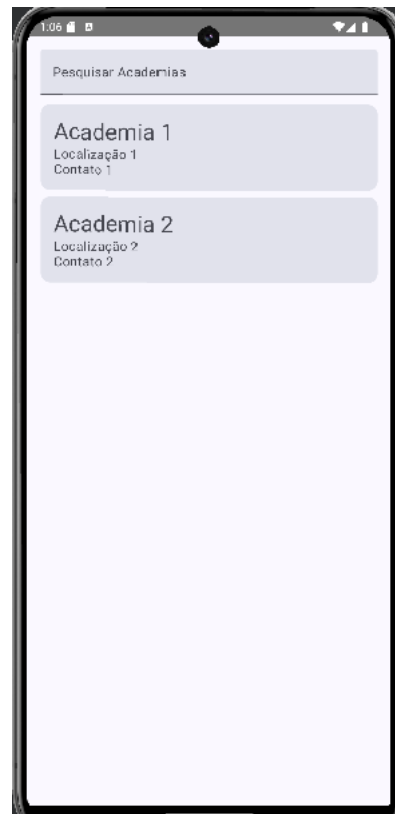 1:06
Pesquisar Academias
Academia 1
Localização 1
Contato 1
Academia 2
Localização 2
Contato 2